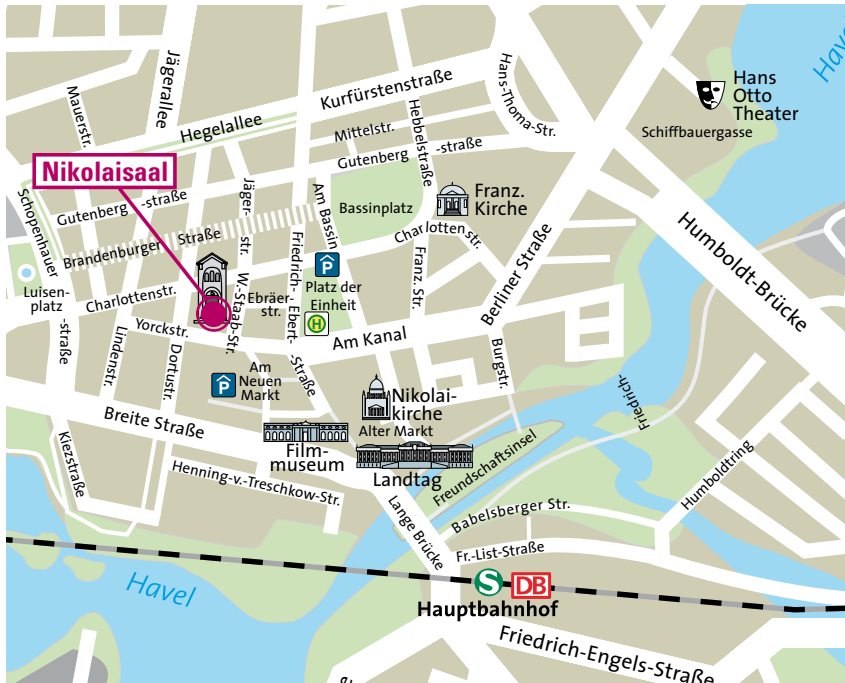 Jägerallee
Mauerstr.
Hegelallee
Kurfürstenstraße
Hans-Thoma-Str.
Hebbelstraße
Mittelstr.
Gutenberg
-straße
Hans
Otto
Theater
Schiffbauergasse
Nikolaisaal
Schopenhauer
-straße
Gutenberg
-straße
Jäger-
str.
Am Bassin
Bassinplatz
Franz.
Kirche
Brandenburger
Straße
Charlottenstr.
Franz. Str.
Friedrich-
Ebert-
-Straße
P
Platz der
Einheit
H
Luisen-
platz
Charlottenstr.
W.-Staab-Str.
Ebräer-
str.
Yorckstr.
Lindenstr.
Dortustr.
Am Kanal
Berliner Straße
Humboldt-Brücke
Burgstr.
P
Am
Neuen
Markt
Breite Straße
Nikolai-
kirche
Alter Markt
Film-
museum
Landtag
Freundschaftsinsel
Friedrich-
Kiezstraße
Henning-v.-Treschkow-Str.
Lange Brücke
Babelsberger Str.
Humboldtring
Fr.-List-Straße
Havel
S
DB
Hauptbahnhof
Friedrich-Engels-Straße